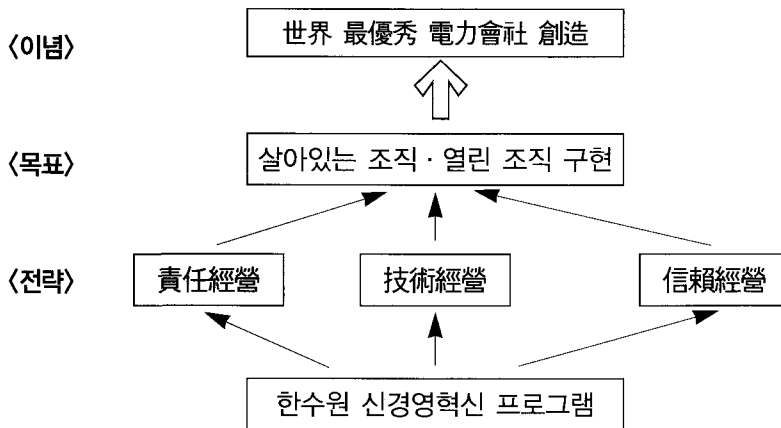 〈이념〉 世界 最優秀 電力會社 創造
〈목표〉 살아있는 조직 · 열린 조직 구현
〈전략〉 責任經營 技術經營 信賴經營
한수원 신경영혁신 프로그램